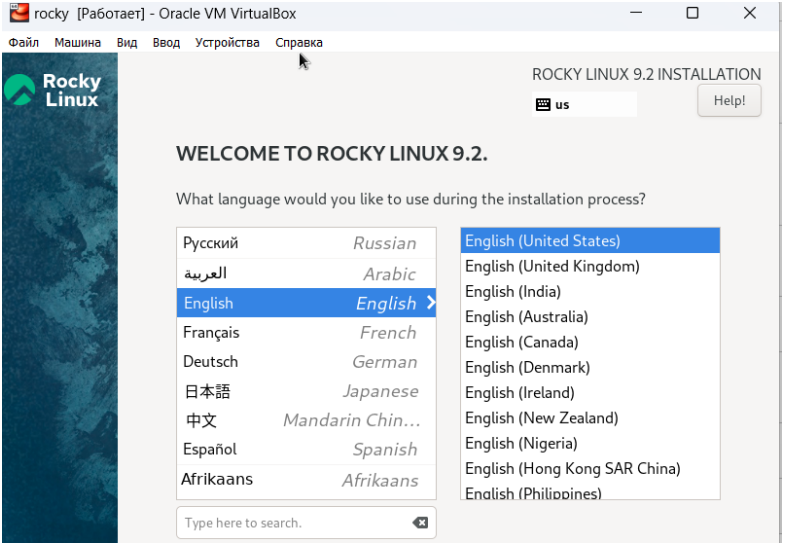 rocky [Работает] - Oracle VM VirtualBox
Файл Машина Вид Ввод Устройства Справка
Rocky
Linux
ROCKY LINUX 9.2 INSTALLATION
us
Help!
WELCOME TO ROCKY LINUX 9.2.
What language would you like to use during the installation process?
Русский Russian
العربية Arabic
English English
Français French
Deutsch German
日本語 Japanese
中文 Mandarin Chin...
Español Spanish
Afrikaans Afrikaans
Type here to search.
English (United States)
English (United Kingdom)
English (India)
English (Australia)
English (Canada)
English (Denmark)
English (Ireland)
English (New Zealand)
English (Nigeria)
English (Hong Kong SAR China)
English (Philippines)